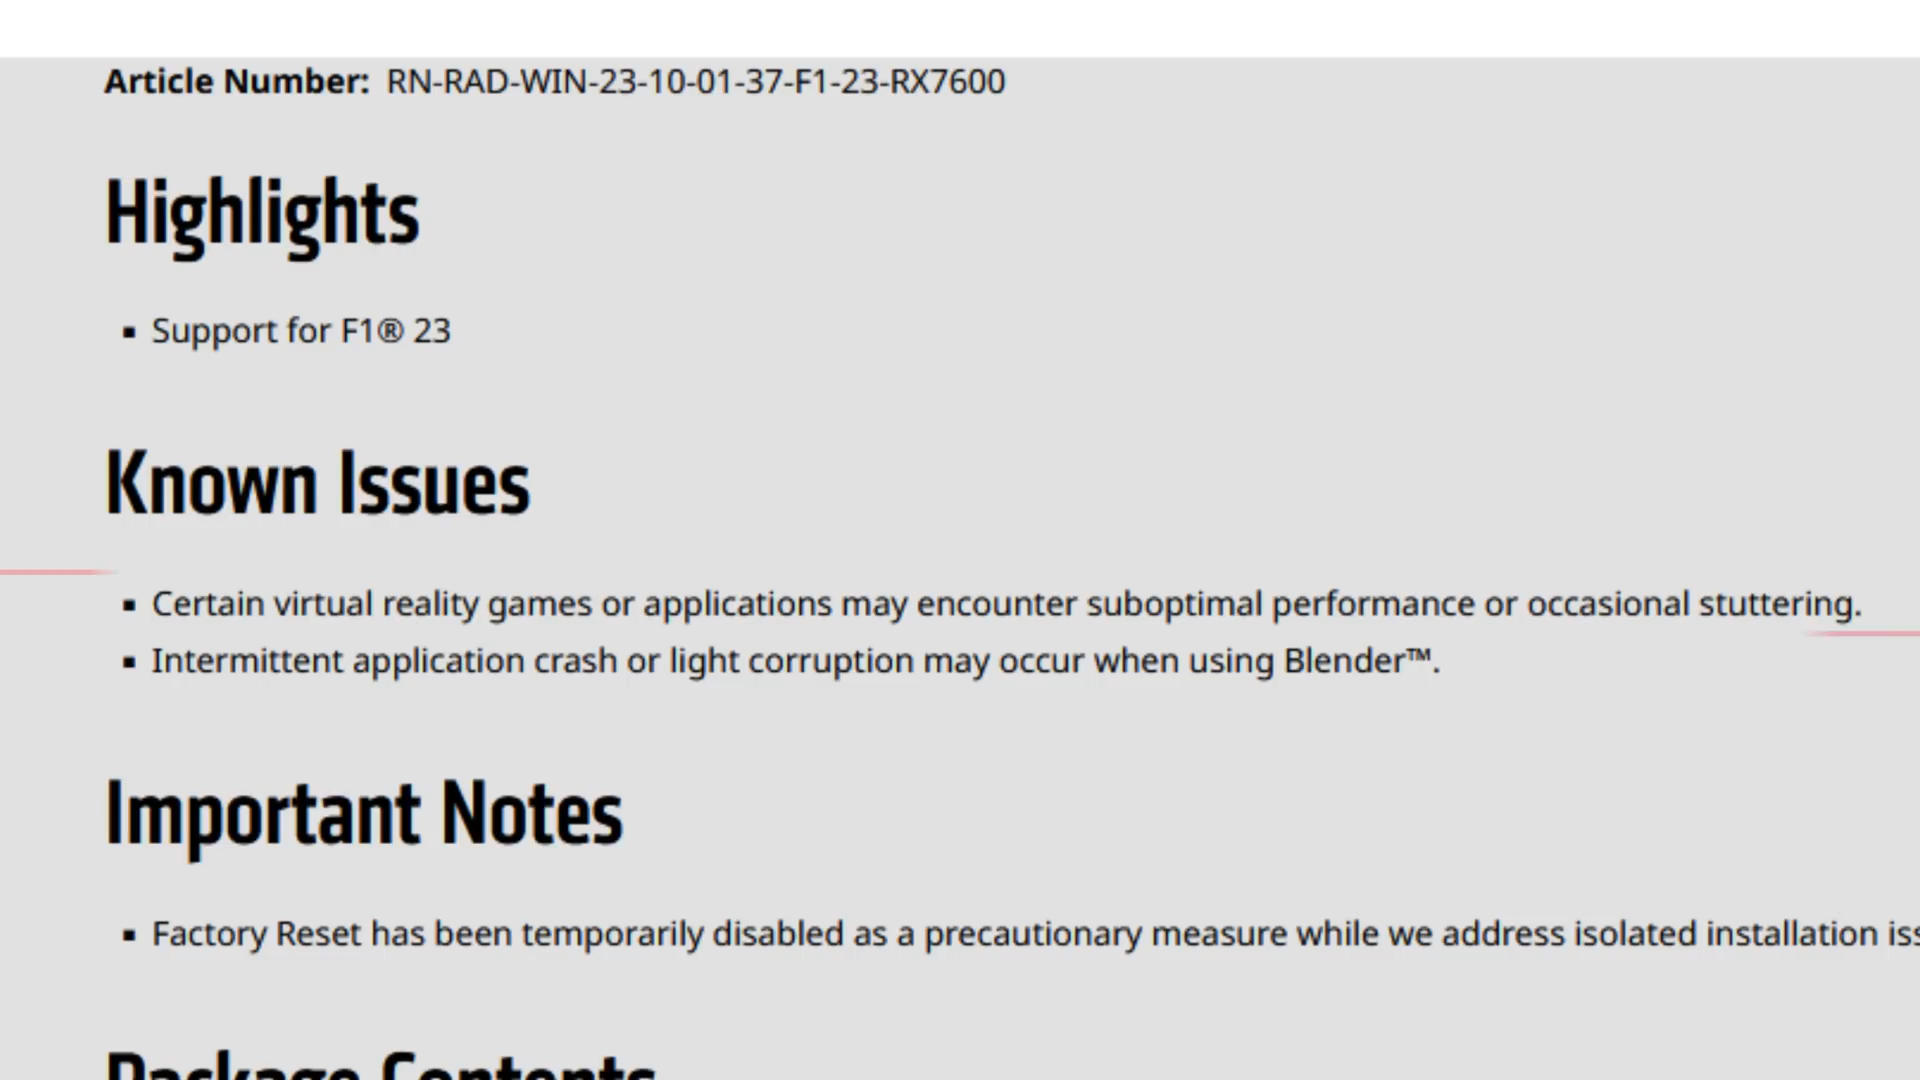 Article Number: RN-RAD-WIN-23-10-01-37-F1-23-RX7600
Highlights
▪ Support for F1® 23
Known Issues
▪ Certain virtual reality games or applications may encounter suboptimal performance or occasional stuttering.
▪ Intermittent application crash or light corruption may occur when using Blender™.
Important Notes
▪ Factory Reset has been temporarily disabled as a precautionary measure while we address isolated installation iss
Package Contents